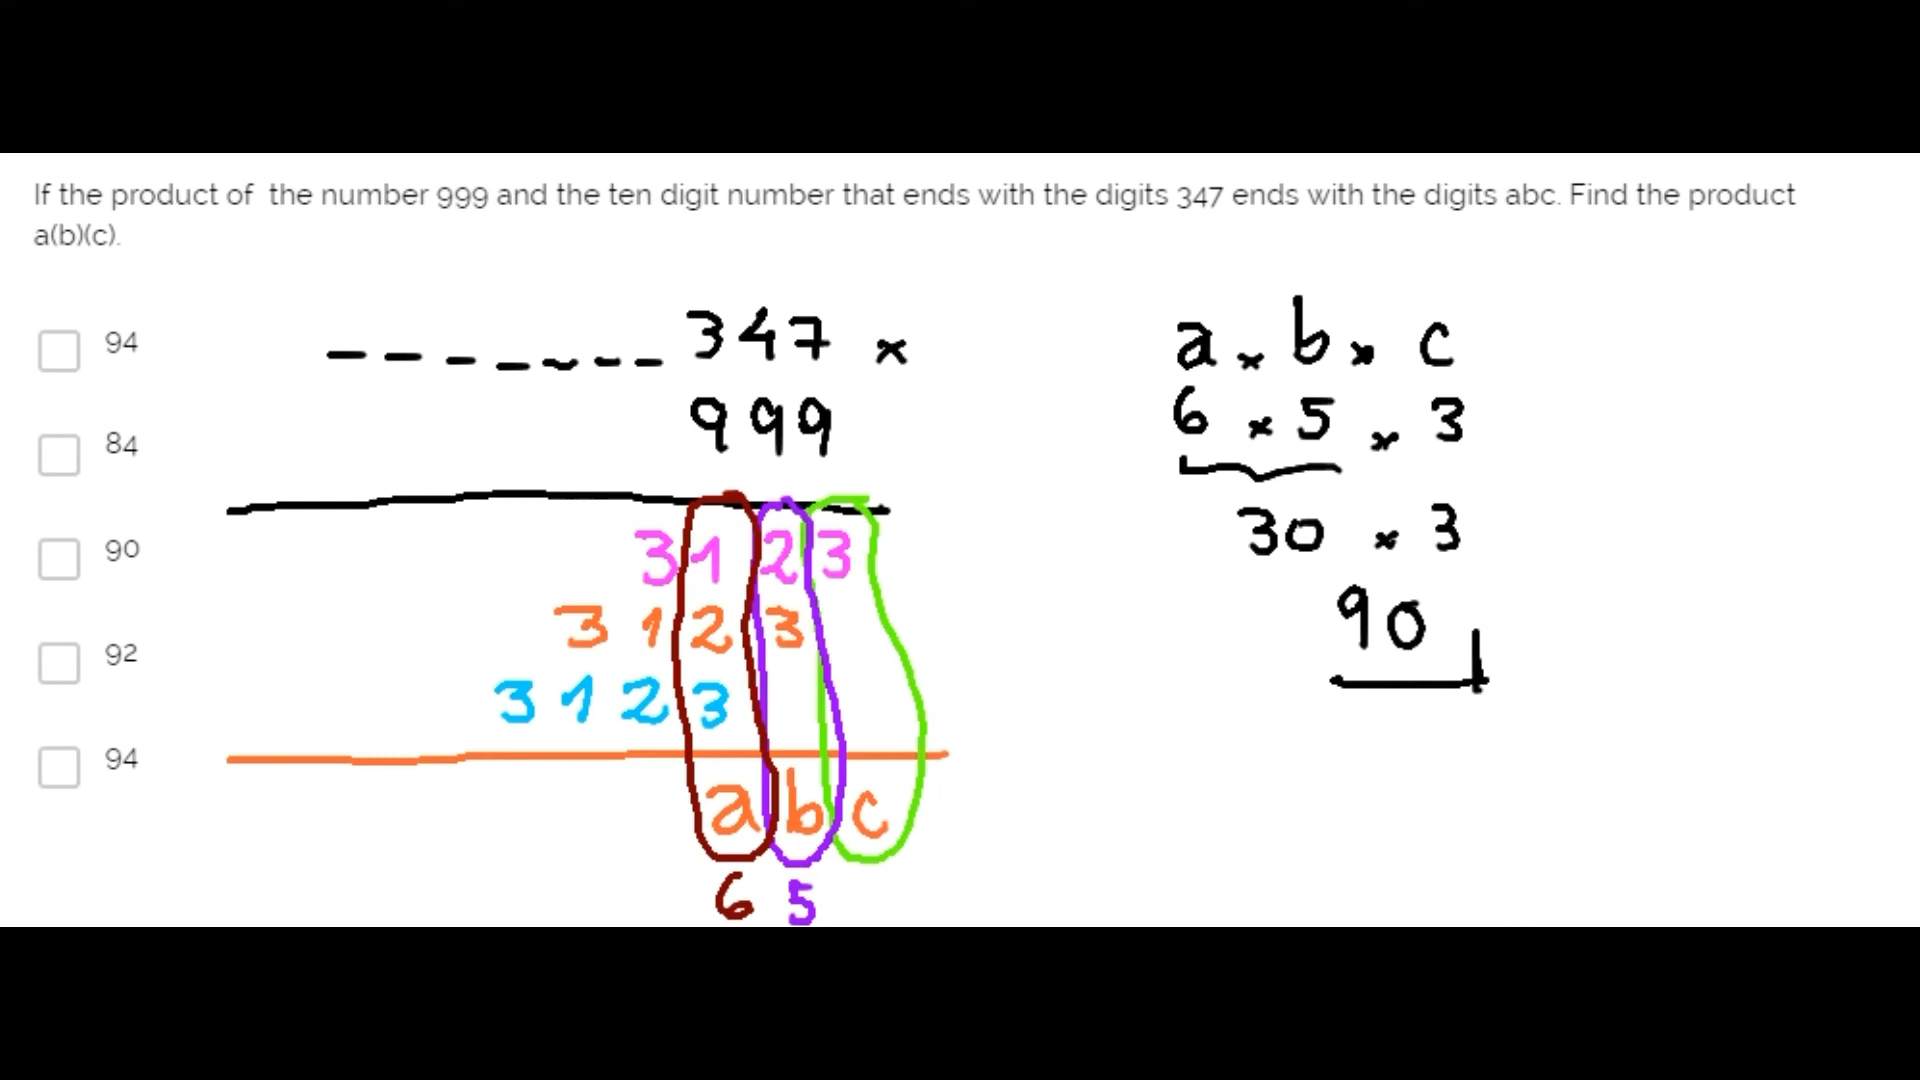 If the product of the number 999 and the ten digit number that ends with the digits 347 ends with the digits abc. Find the product
a(b)(c).
94
84
90
92
94
_ _ _ _ _ _ _ 347 ×
999
3123
3123
3123
a b c
6 5
a × b × c
6 × 5 × 3
30 × 3
90